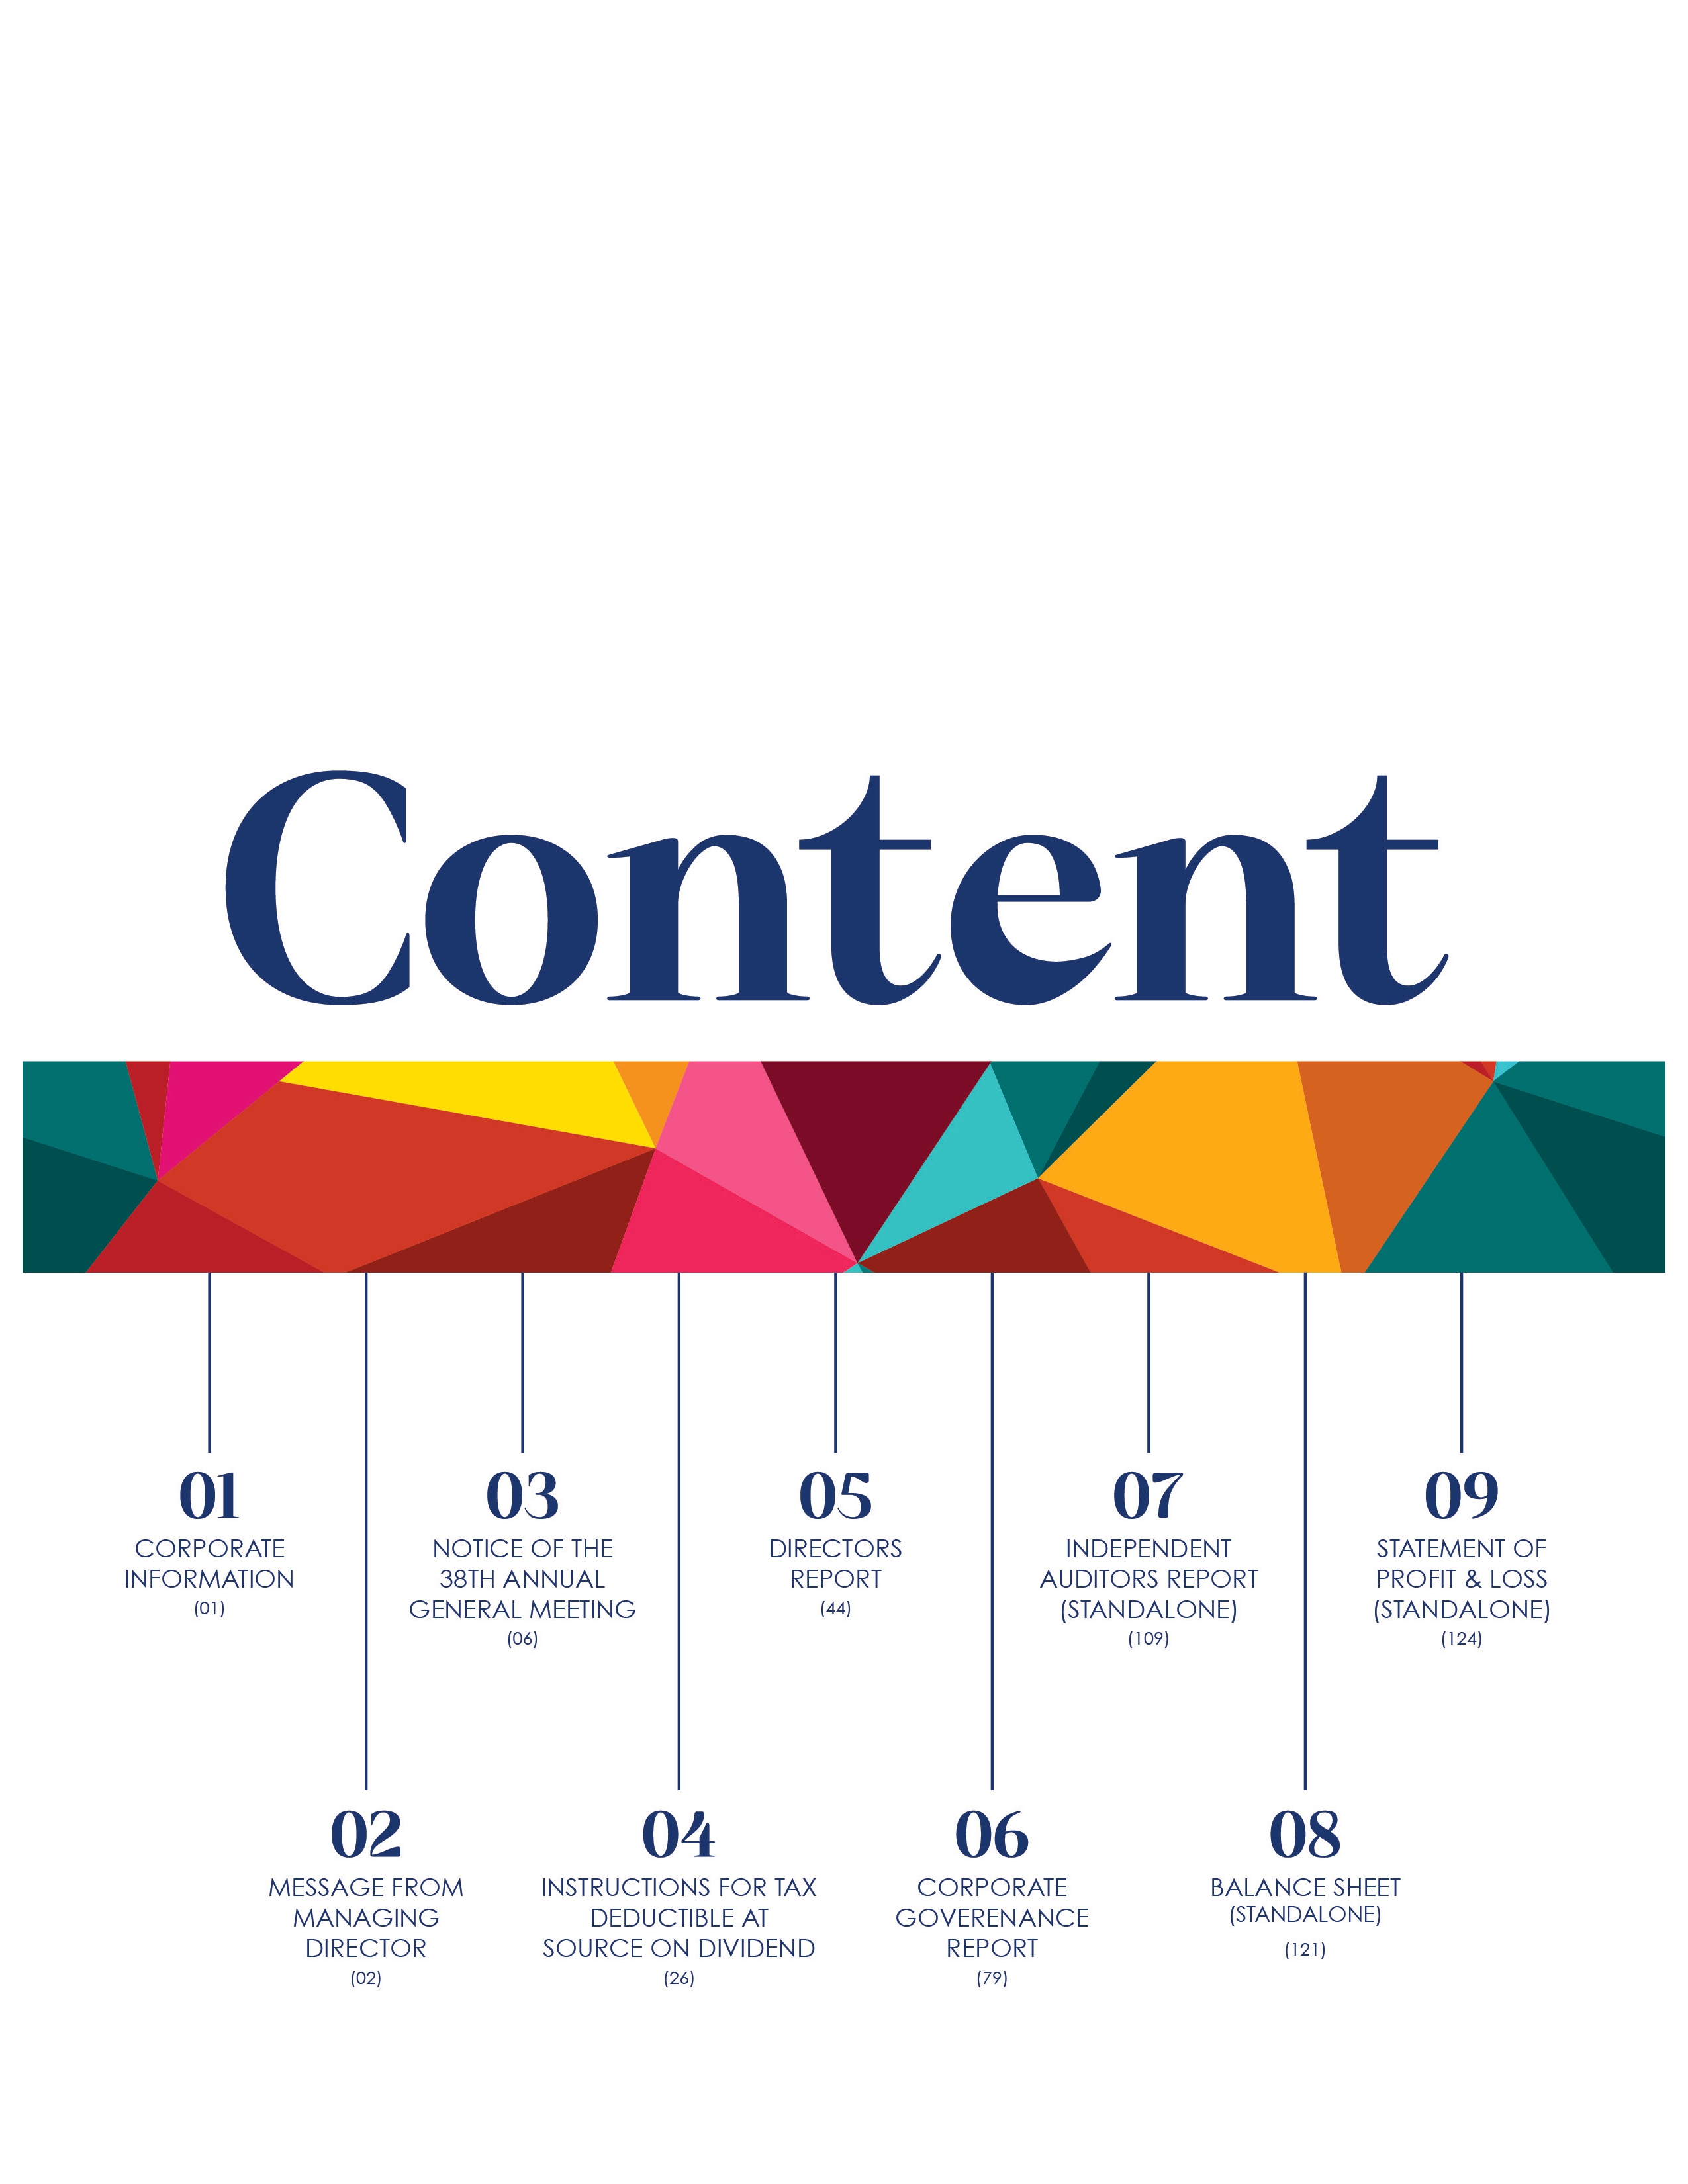 Content
01
CORPORATE
INFORMATION
(01)
02
MESSAGE FROM
MANAGING
DIRECTOR
(02)
03
NOTICE OF THE
38TH ANNUAL
GENERAL MEETING
(06)
04
INSTRUCTIONS FOR TAX
DEDUCTIBLE AT
SOURCE ON DIVIDEND
(26)
05
DIRECTORS
REPORT
(44)
06
CORPORATE
GOVERENANCE
REPORT
(79)
07
INDEPENDENT
AUDITORS REPORT
(STANDALONE)
(109)
08
BALANCE SHEET
(STANDALONE)
(121)
09
STATEMENT OF
PROFIT & LOSS
(STANDALONE)
(124)